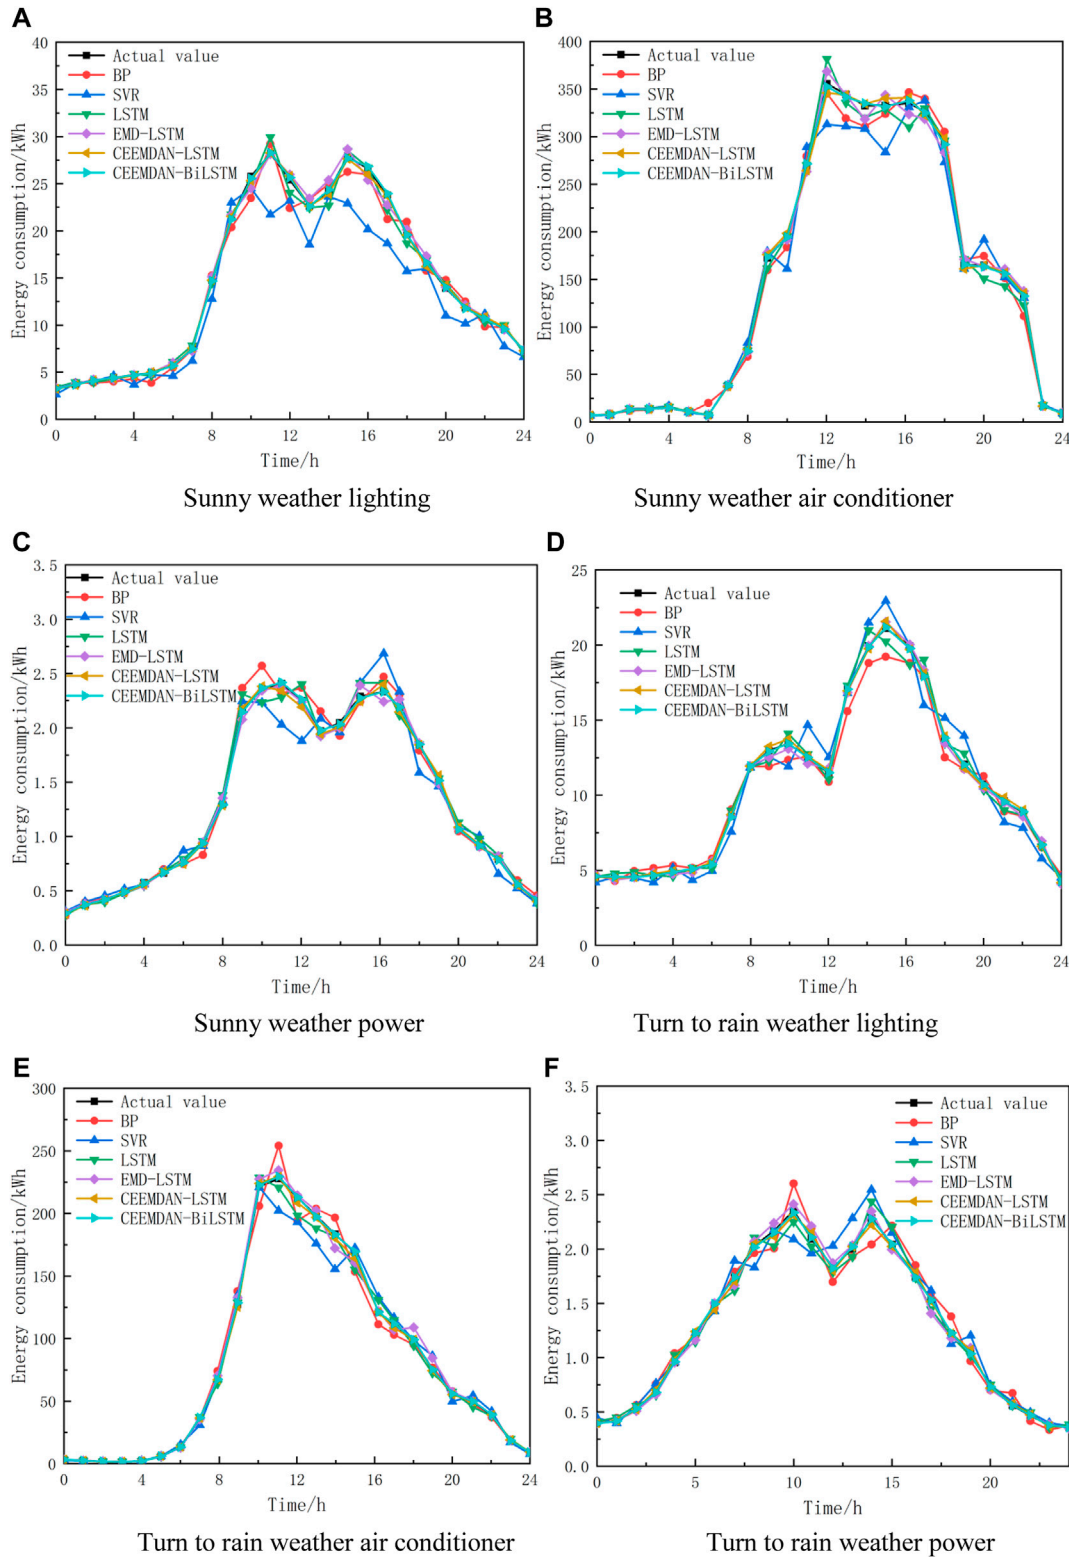 A
Energy consumption/kWh
40
35
30
25
20
15
10
5
0
Actual value
BP
SVR
LSTM
EMD-LSTM
CEEMDAN-LSTM
CEEMDAN-BiLSTM
0 4 8 12 16 20 24
Time/h
Sunny weather lighting
B
Energy consumption/kWh
400
350
300
250
200
150
100
50
0
Actual value
BP
SVR
LSTM
EMD-LSTM
CEEMDAN-LSTM
CEEMDAN-BiLSTM
0 4 8 12 16 20 24
Time/h
Sunny weather air conditioner
C
Energy consumption/kWh
3.5
3.0
2.5
2.0
1.5
1.0
0.5
0.0
Actual value
BP
SVR
LSTM
EMD-LSTM
CEEMDAN-LSTM
CEEMDAN-BiLSTM
0 4 8 12 16 20 24
Time/h
Sunny weather power
D
Energy consumption/kWh
25
20
15
10
5
0
Actual value
BP
SVR
LSTM
EMD-LSTM
CEEMDAN-LSTM
CEEMDAN-BiLSTM
0 4 8 12 16 20 24
Time/h
Turn to rain weather lighting
E
Energy consumption/kWh
300
250
200
150
100
50
0
Actual value
BP
SVR
LSTM
EMD-LSTM
CEEMDAN-LSTM
CEEMDAN-BiLSTM
0 4 8 12 16 20 24
Time/h
Turn to rain weather air conditioner
F
Energy consumption/kWh
3.5
3.0
2.5
2.0
1.5
1.0
0.5
0.0
Actual value
BP
SVR
LSTM
EMD-LSTM
CEEMDAN-LSTM
CEEMDAN-BiLSTM
0 5 10 15 20
Time/h
Turn to rain weather power